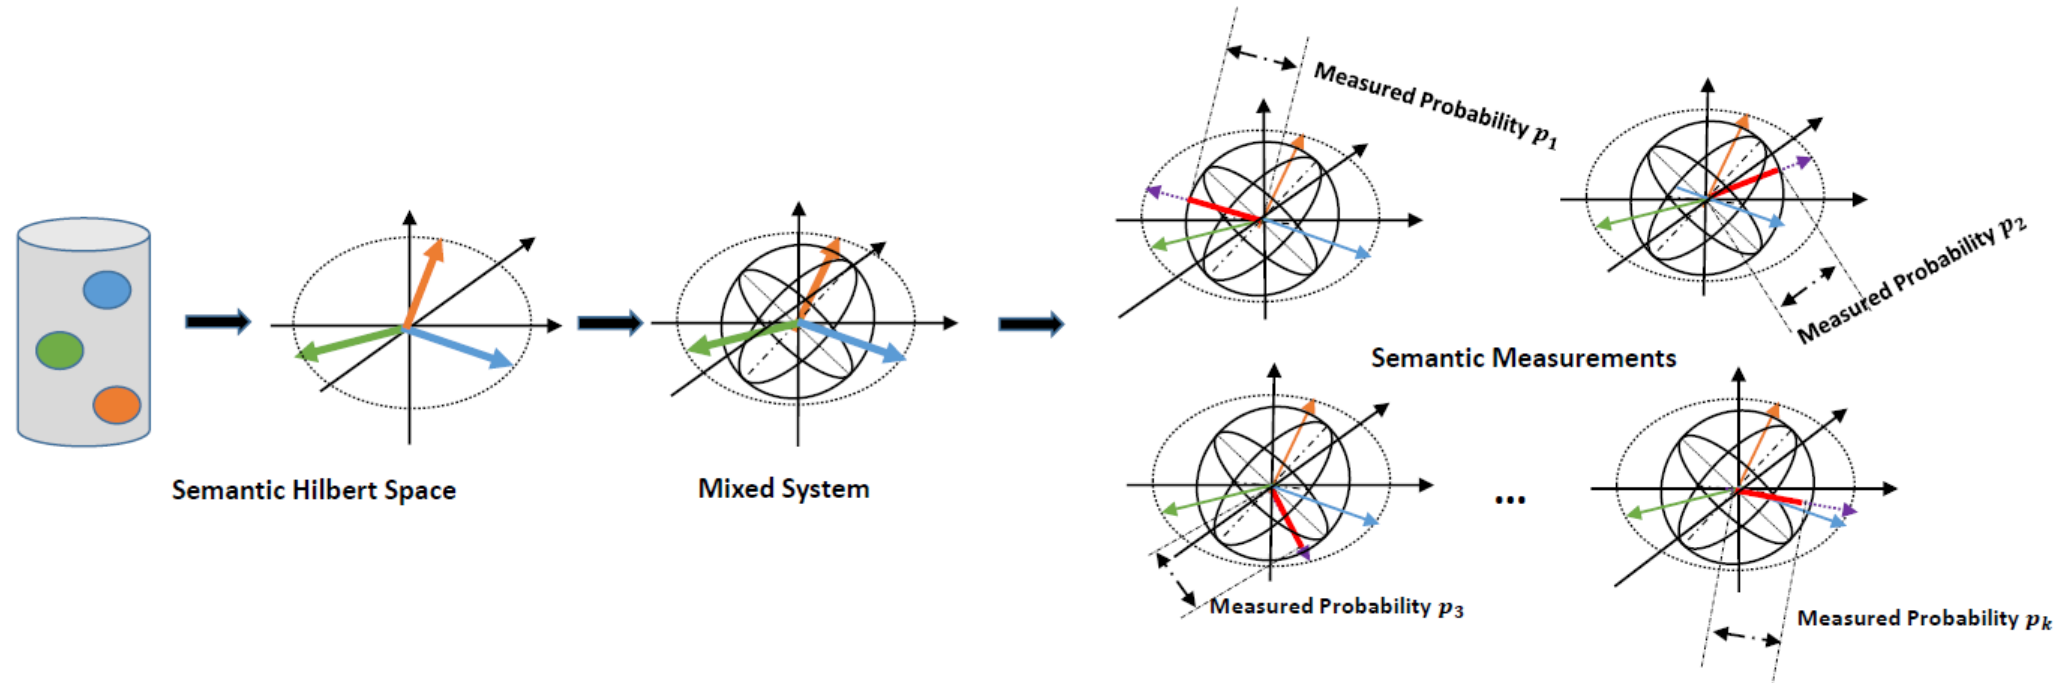 Measured Probability p1
Measured Probability p2
Semantic Measurements
Semantic Hilbert Space
Mixed System
...
Measured Probability p3
Measured Probability pk